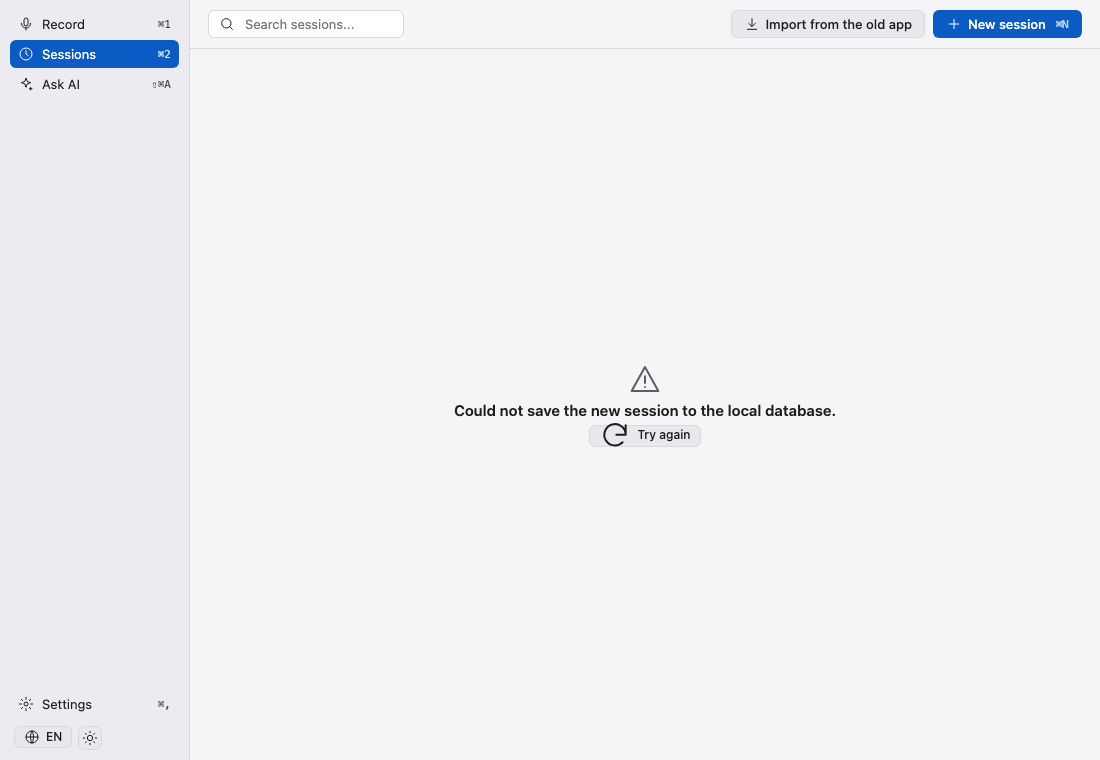 Record ⌘1
Sessions ⌘2
Ask AI ⇧⌘A
Search sessions...
Import from the old app
New session ⌘N
Could not save the new session to the local database.
Try again
Settings ⌘,
EN